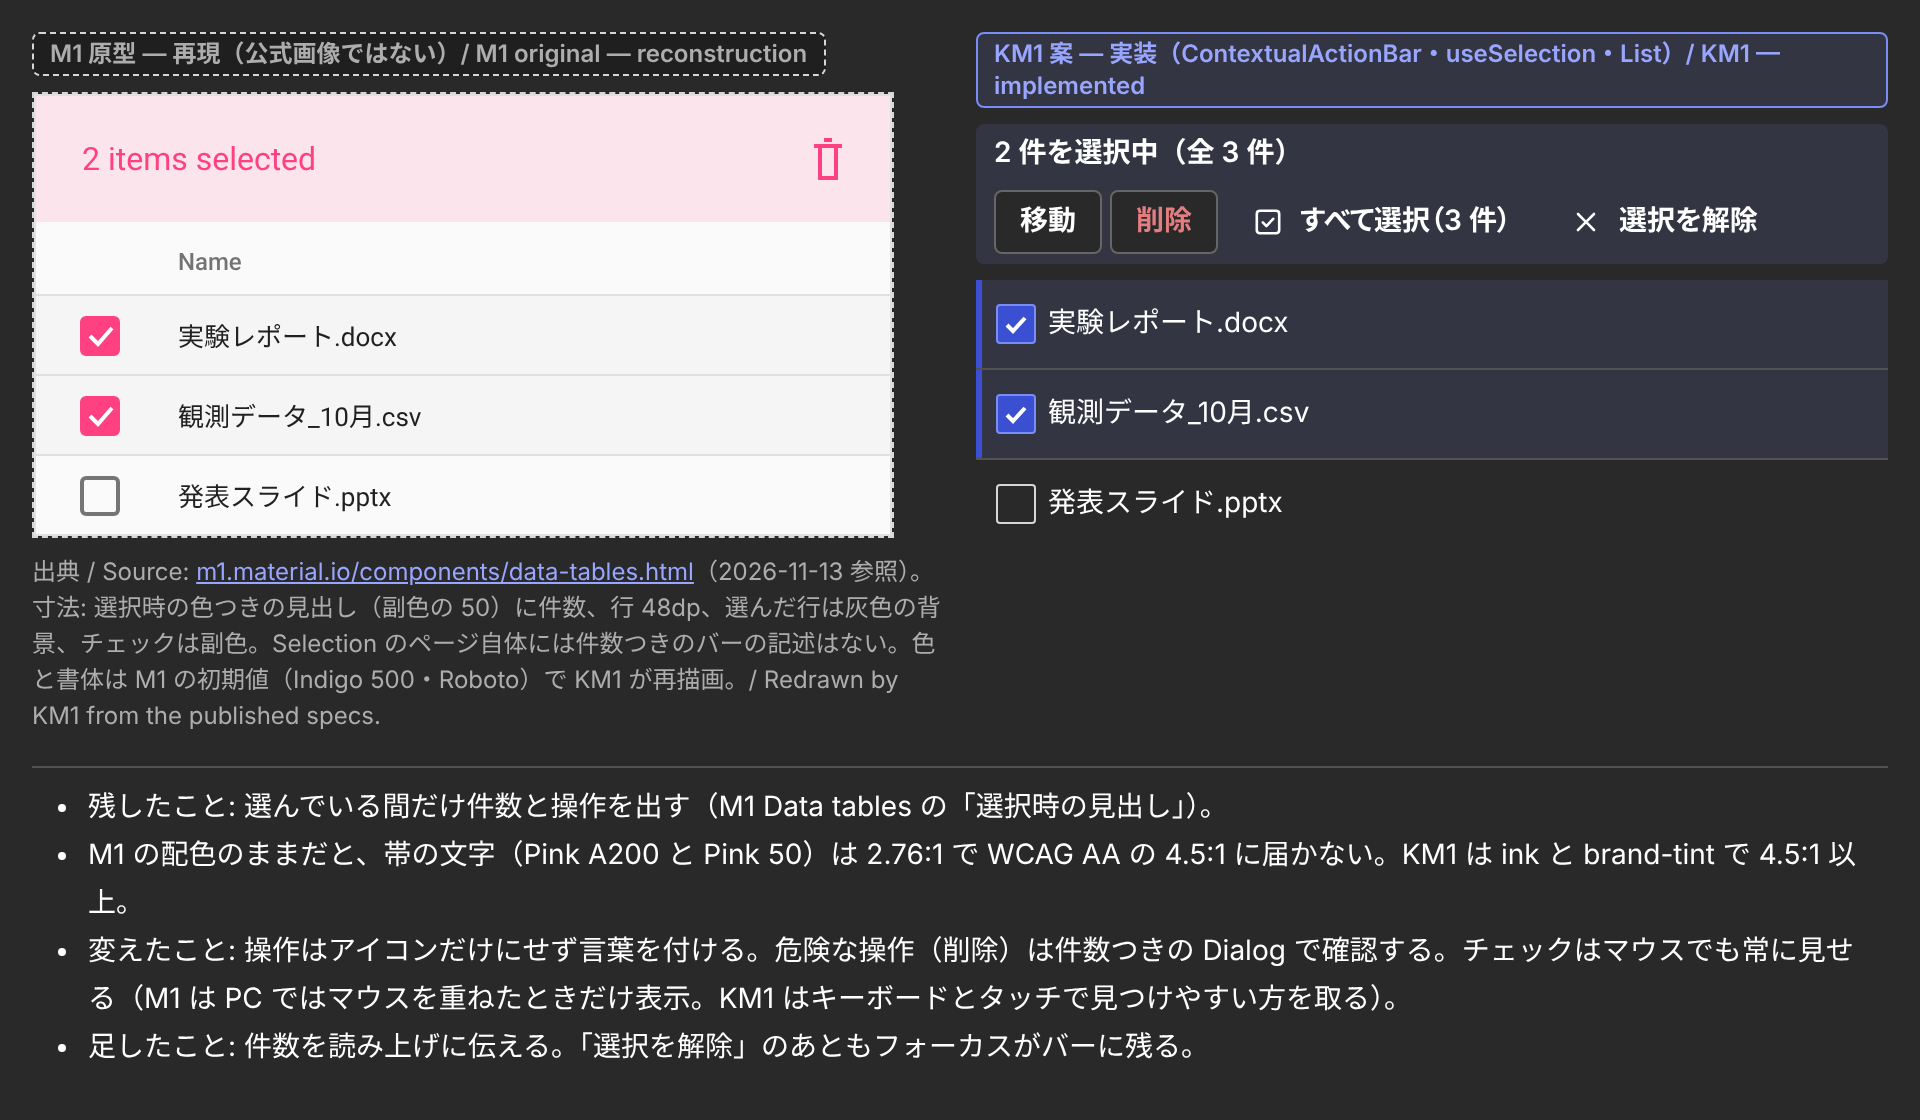 M1 原型 — 再現（公式画像ではない）/ M1 original — reconstruction
2 items selected
Name
実験レポート.docx
観測データ_10月.csv
発表スライド.pptx
出典 / Source: m1.material.io/components/data-tables.html（2026-11-13 参照）。
寸法: 選択時の色つきの見出し（副色の 50）に件数、行 48dp、選んだ行は灰色の背
景、チェックは副色。Selection のページ自体には件数つきのバーの記述はない。色
と書体は M1 の初期値（Indigo 500・Roboto）で KM1 が再描画。/ Redrawn by
KM1 from the published specs.
KM1 案 — 実装（ContextualActionBar・useSelection・List）/ KM1 —
implemented
2 件を選択中（全 3 件）
移動 削除 すべて選択（3 件） 選択を解除
実験レポート.docx
観測データ_10月.csv
発表スライド.pptx
• 残したこと: 選んでいる間だけ件数と操作を出す（M1 Data tables の「選択時の見出し」）。
• M1 の配色のままだと、帯の文字（Pink A200 と Pink 50）は 2.76:1 で WCAG AA の 4.5:1 に届かない。KM1 は ink と brand-tint で 4.5:1 以
上。
• 変えたこと: 操作はアイコンだけにせず言葉を付ける。危険な操作（削除）は件数つきの Dialog で確認する。チェックはマウスでも常に見せ
る（M1 は PC ではマウスを重ねたときだけ表示。KM1 はキーボードとタッチで見つけやすい方を取る）。
• 足したこと: 件数を読み上げに伝える。「選択を解除」のあともフォーカスがバーに残る。